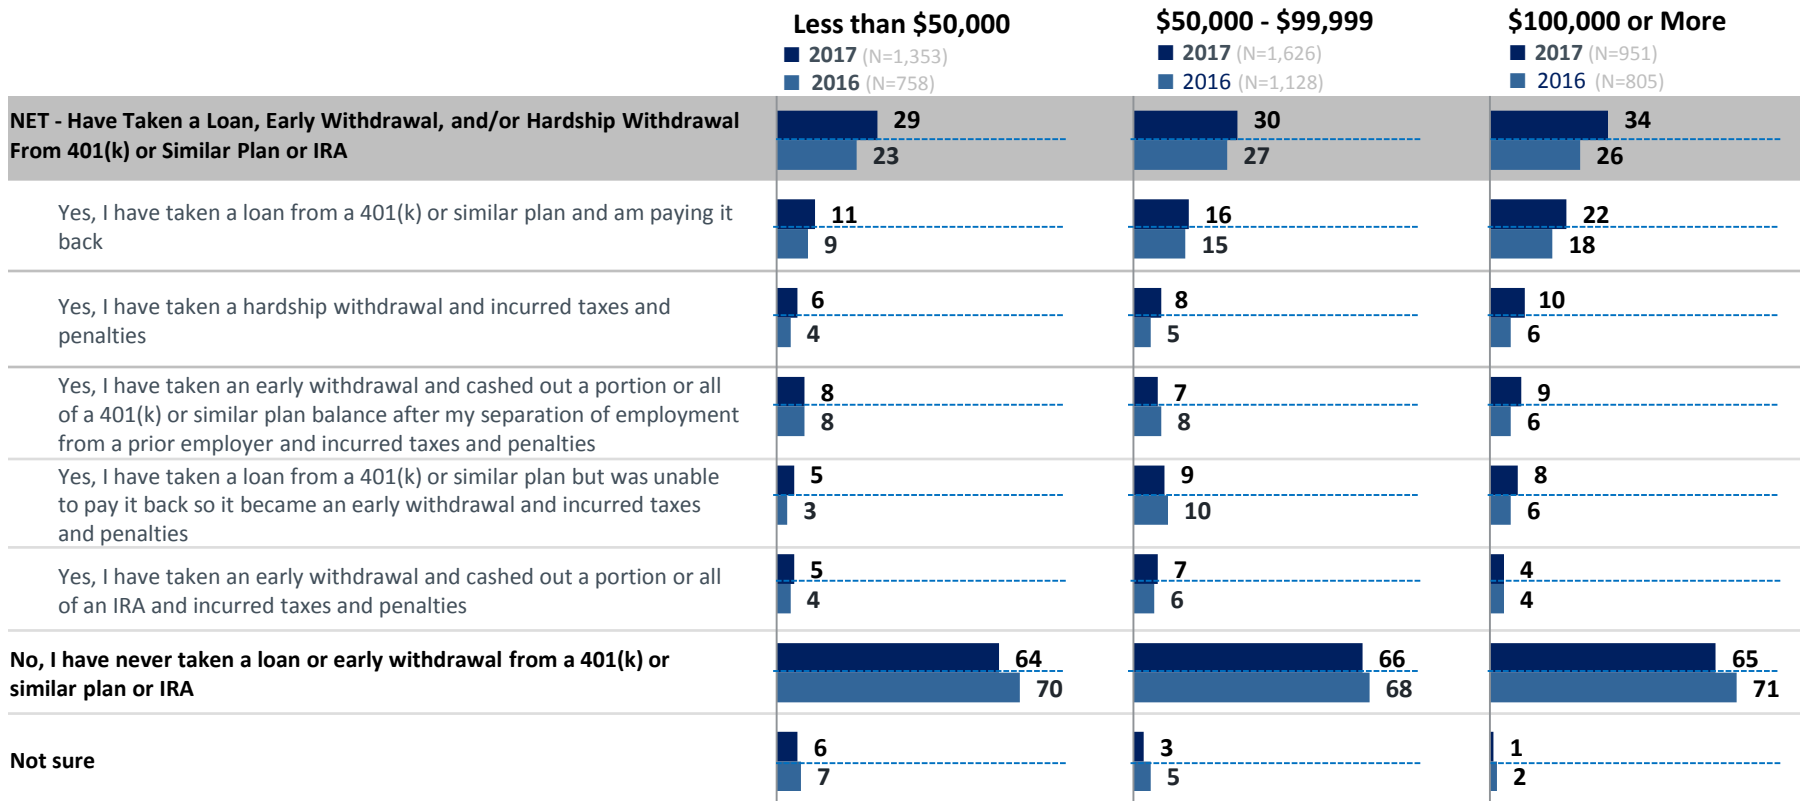 Less than $50,000
2017 (N=1,353)
2016 (N=758)
$50,000 - $99,999
2017 (N=1,626)
2016 (N=1,128)
$100,000 or More
2017 (N=951)
2016 (N=805)
NET - Have Taken a Loan, Early Withdrawal, and/or Hardship Withdrawal
From 401(k) or Similar Plan or IRA
29
23
30
27
34
26
Yes, I have taken a loan from a 401(k) or similar plan and am paying it
back
11
9
16
15
22
18
Yes, I have taken a hardship withdrawal and incurred taxes and
penalties
6
4
8
5
10
6
Yes, I have taken an early withdrawal and cashed out a portion or all
of a 401(k) or similar plan balance after my separation of employment
from a prior employer and incurred taxes and penalties
8
8
7
8
9
6
Yes, I have taken a loan from a 401(k) or similar plan but was unable
to pay it back so it became an early withdrawal and incurred taxes
and penalties
5
3
9
10
8
6
Yes, I have taken an early withdrawal and cashed out a portion or all
of an IRA and incurred taxes and penalties
5
4
7
6
4
4
No, I have never taken a loan or early withdrawal from a 401(k) or
similar plan or IRA
64
70
66
68
65
71
Not sure
6
7
3
5
1
2